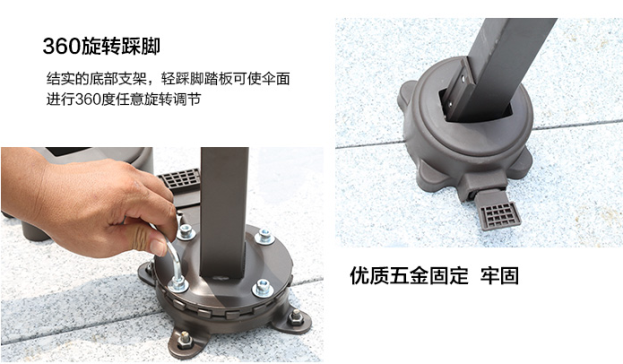 360旋转踩脚
结实的底部支架，轻踩脚踏板可使伞面
进行360度任意旋转调节
优质五金固定 牢固